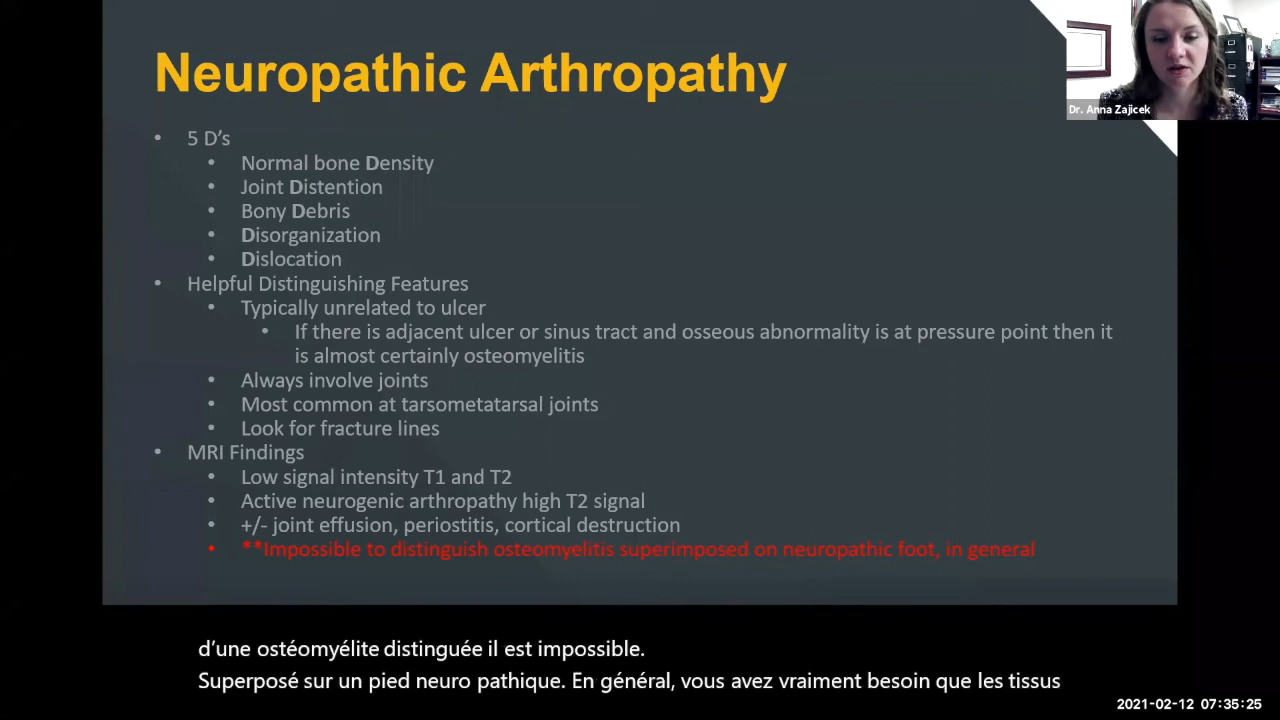 Neuropathic Arthropathy
Dr. Anna Zajicek
• 5 D's
• Normal bone Density
• Joint Distention
• Bony Debris
• Disorganization
• Dislocation
• Helpful Distinguishing Features
• Typically unrelated to ulcer
• If there is adjacent ulcer or sinus tract and osseous abnormality is at pressure point then it
is almost certainly osteomyelitis
• Always involve joints
• Most common at tarsometatarsal joints
• Look for fracture lines
• MRI Findings
• Low signal intensity T1 and T2
• Active neurogenic arthropathy high T2 signal
• +/- joint effusion, periostitis, cortical destruction
• **Impossible to distinguish osteomyelitis superimposed on neuropathic foot, in general
d'une ostéomyélite distinguée il est impossible.
Superposé sur un pied neuro pathique. En général, vous avez vraiment besoin que les tissus
2021-02-12 07:35:25